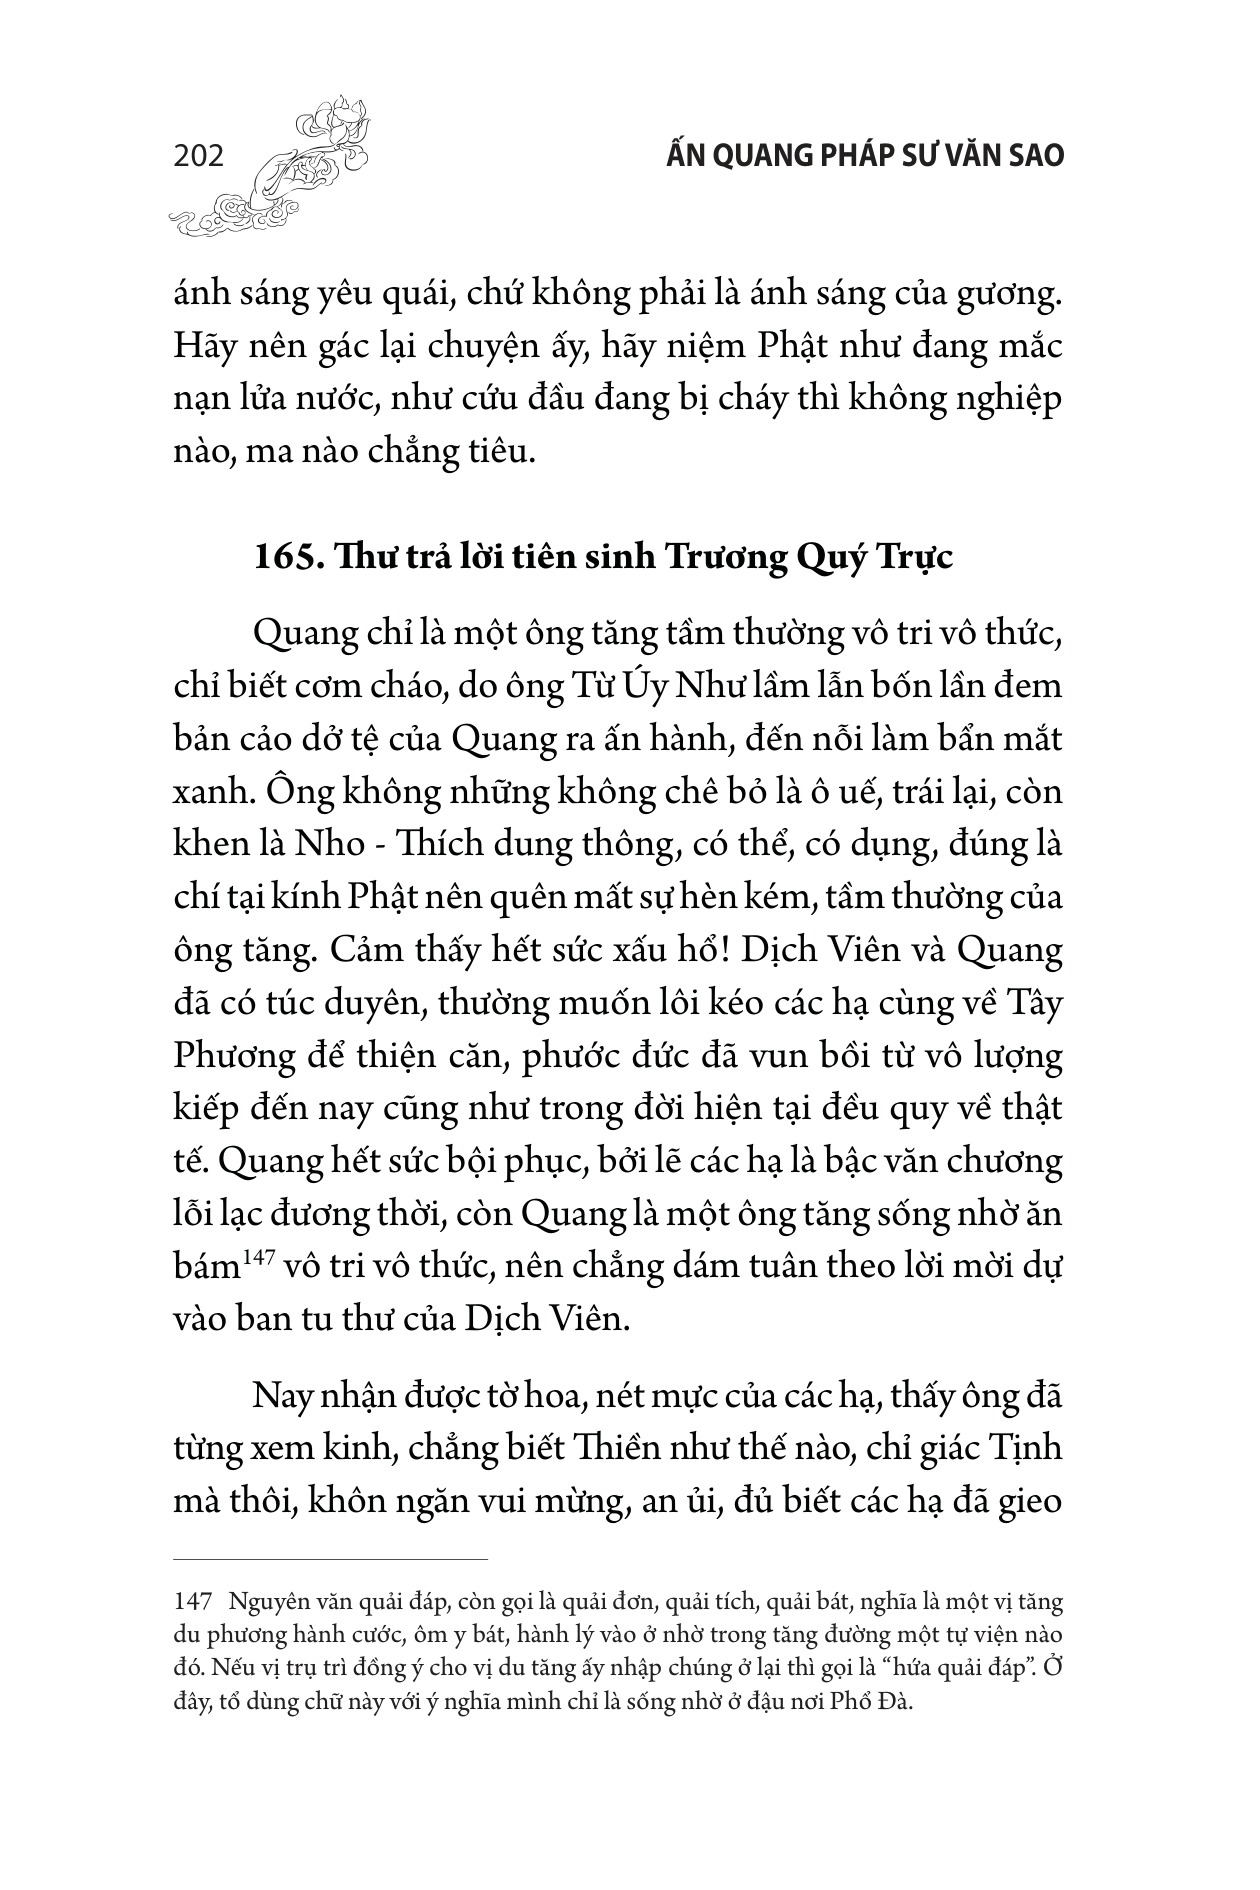 202
ẤN QUANG PHÁP SƯ VĂN SAO
ánh sáng yêu quái, chứ không phải là ánh sáng của gương.
Hãy nên gác lại chuyện ấy, hãy niệm Phật như đang mắc
nạn lửa nước, như cứu đầu đang bị cháy thì không nghiệp
nào, ma nào chẳng tiêu.
165. Thư trả lời tiên sinh Trương Quý Trực
Quang chỉ là một ông tăng tầm thường vô tri vô thức,
chỉ biết cơm cháo, do ông Từ Úy Như lầm lẫn bốn lần đem
bản cảo dở tệ của Quang ra ấn hành, đến nỗi làm bẩn mắt
xanh. Ông không những không chê bỏ là ô uế, trái lại, còn
khen là Nho - Thích dung thông, có thể, có dụng, đúng là
chí tại kính Phật nên quên mất sự hèn kém, tầm thường của
ông tăng. Cảm thấy hết sức xấu hổ! Dịch Viên và Quang
đã có túc duyên, thường muốn lôi kéo các hạ cùng về Tây
Phương để thiện căn, phước đức đã vun bồi từ vô lượng
kiếp đến nay cũng như trong đời hiện tại đều quy về thật
tế. Quang hết sức bội phục, bởi lẽ các hạ là bậc văn chương
lỗi lạc đương thời, còn Quang là một ông tăng sống nhờ ăn
bám147 vô tri vô thức, nên chẳng dám tuân theo lời mời dự
vào ban tu thư của Dịch Viên.
Nay nhận được tờ hoa, nét mực của các hạ, thấy ông đã
từng xem kinh, chẳng biết Thiền như thế nào, chỉ giác Tịnh
mà thôi, khôn ngăn vui mừng, an ủi, đủ biết các hạ đã gieo
147 Nguyên văn quải đáp, còn gọi là quải đơn, quải tích, quải bát, nghĩa là một vị tăng
du phương hành cước, ôm y bát, hành lý vào ở nhờ trong tăng đường một tự viện nào
đó. Nếu vị trụ trì đồng ý cho vị du tăng ấy nhập chúng ở lại thì gọi là “hứa quải đáp”. Ở
đây, tổ dùng chữ này với ý nghĩa mình chỉ là sống nhờ ở đậu nơi Phổ Đà.